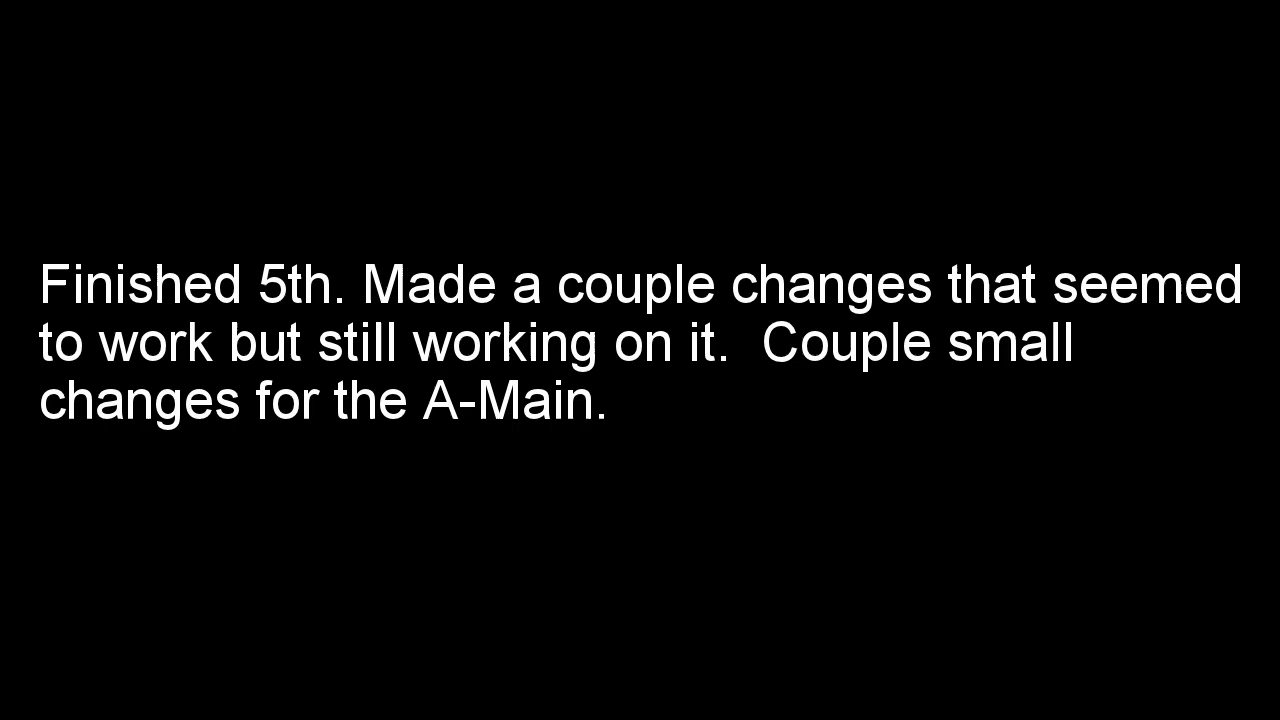 Finished 5th. Made a couple changes that seemed
to work but still working on it.  Couple small
changes for the A-Main.